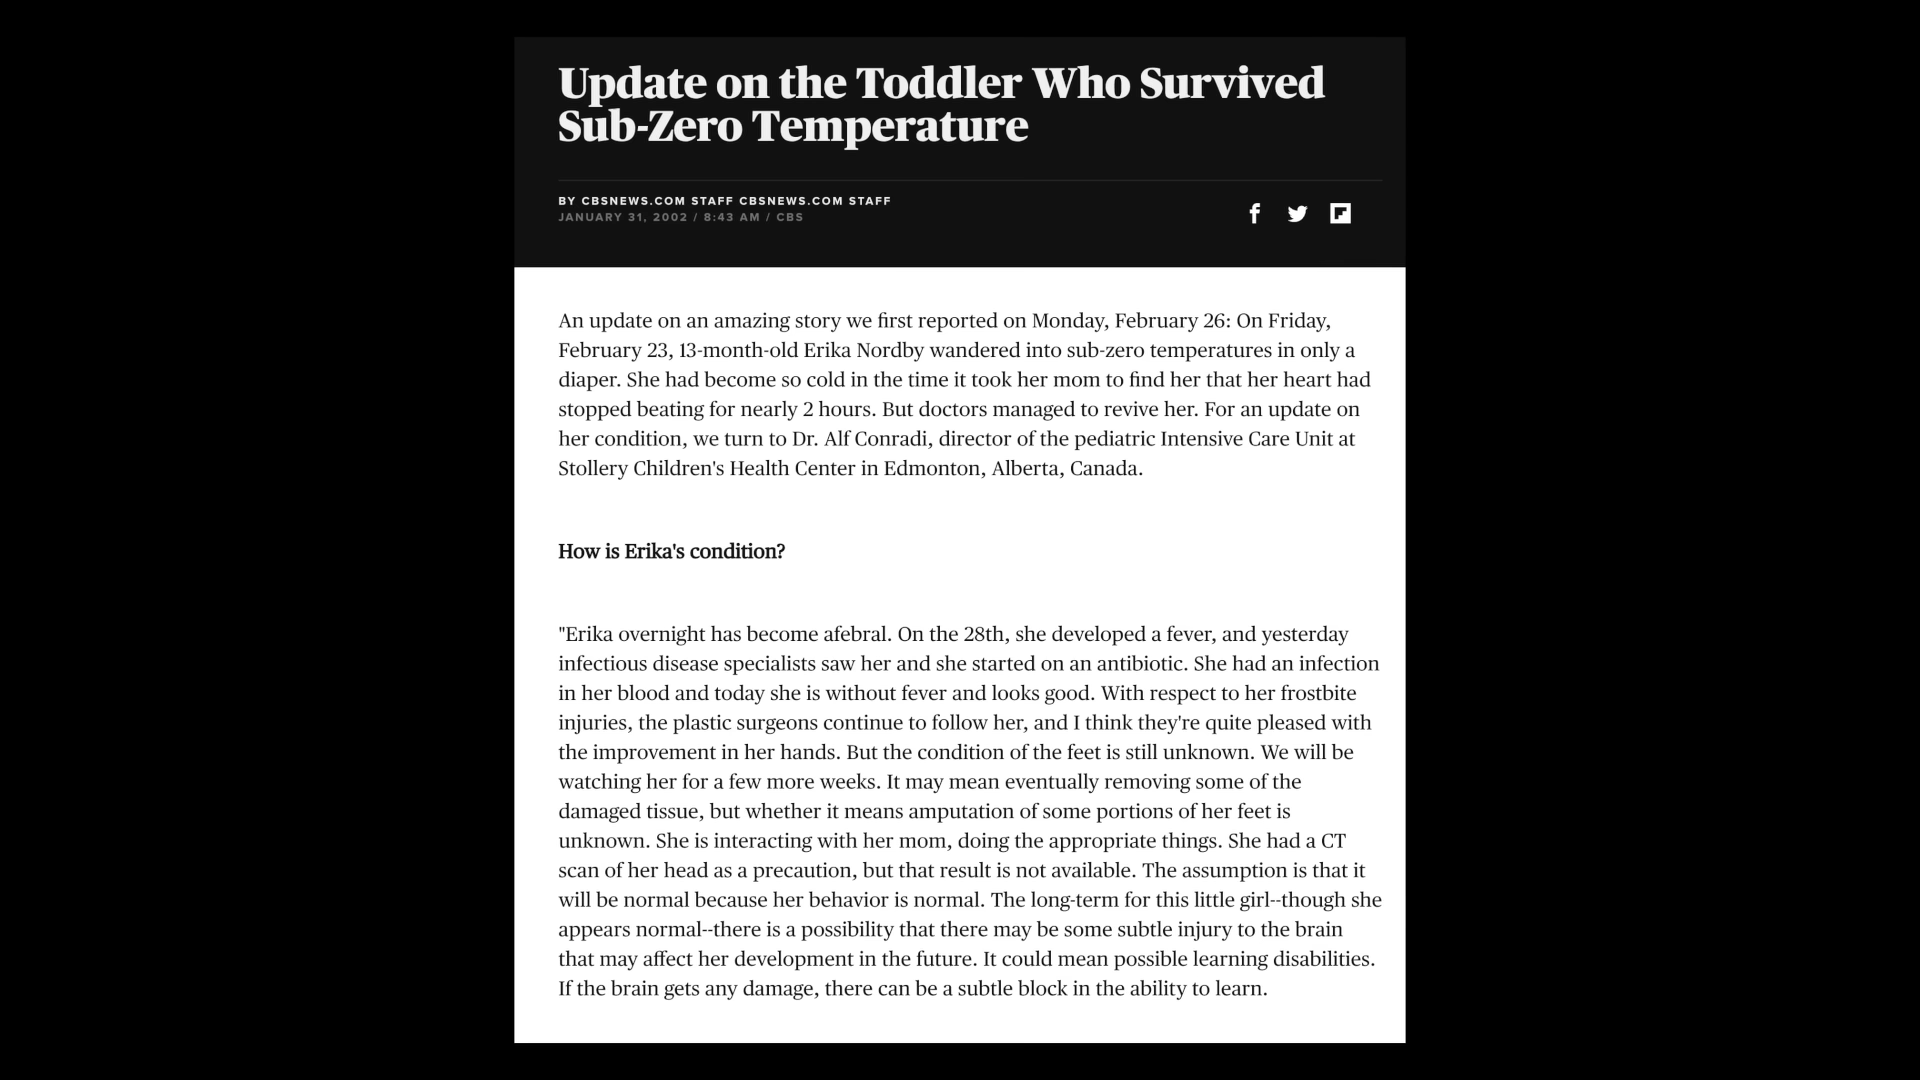 Update on the Toddler Who Survived
Sub-Zero Temperature
BY CBSNEWS.COM STAFF CBSNEWS.COM STAFF
JANUARY 31, 2002 / 8:43 AM / CBS
An update on an amazing story we first reported on Monday, February 26: On Friday,
February 23, 13-month-old Erika Nordby wandered into sub-zero temperatures in only a
diaper. She had become so cold in the time it took her mom to find her that her heart had
stopped beating for nearly 2 hours. But doctors managed to revive her. For an update on
her condition, we turn to Dr. Alf Conradi, director of the pediatric Intensive Care Unit at
Stollery Children's Health Center in Edmonton, Alberta, Canada.
How is Erika's condition?
"Erika overnight has become afebral. On the 28th, she developed a fever, and yesterday
infectious disease specialists saw her and she started on an antibiotic. She had an infection
in her blood and today she is without fever and looks good. With respect to her frostbite
injuries, the plastic surgeons continue to follow her, and I think they're quite pleased with
the improvement in her hands. But the condition of the feet is still unknown. We will be
watching her for a few more weeks. It may mean eventually removing some of the
damaged tissue, but whether it means amputation of some portions of her feet is
unknown. She is interacting with her mom, doing the appropriate things. She had a CT
scan of her head as a precaution, but that result is not available. The assumption is that it
will be normal because her behavior is normal. The long-term for this little girl--though she
appears normal--there is a possibility that there may be some subtle injury to the brain
that may affect her development in the future. It could mean possible learning disabilities.
If the brain gets any damage, there can be a subtle block in the ability to learn.